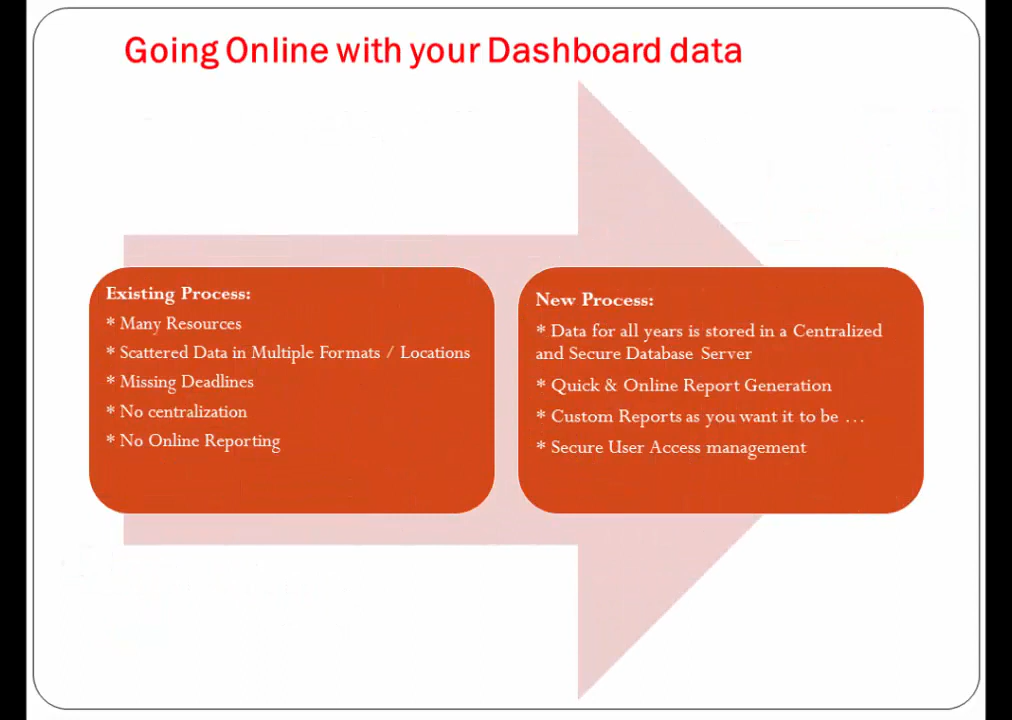 Going Online with your Dashboard data
Existing Process:
* Many Resources
* Scattered Data in Multiple Formats / Locations
* Missing Deadlines
* No centralization
* No Online Reporting
New Process:
* Data for all years is stored in a Centralized
and Secure Database Server
* Quick & Online Report Generation
* Custom Reports as you want it to be …
* Secure User Access management